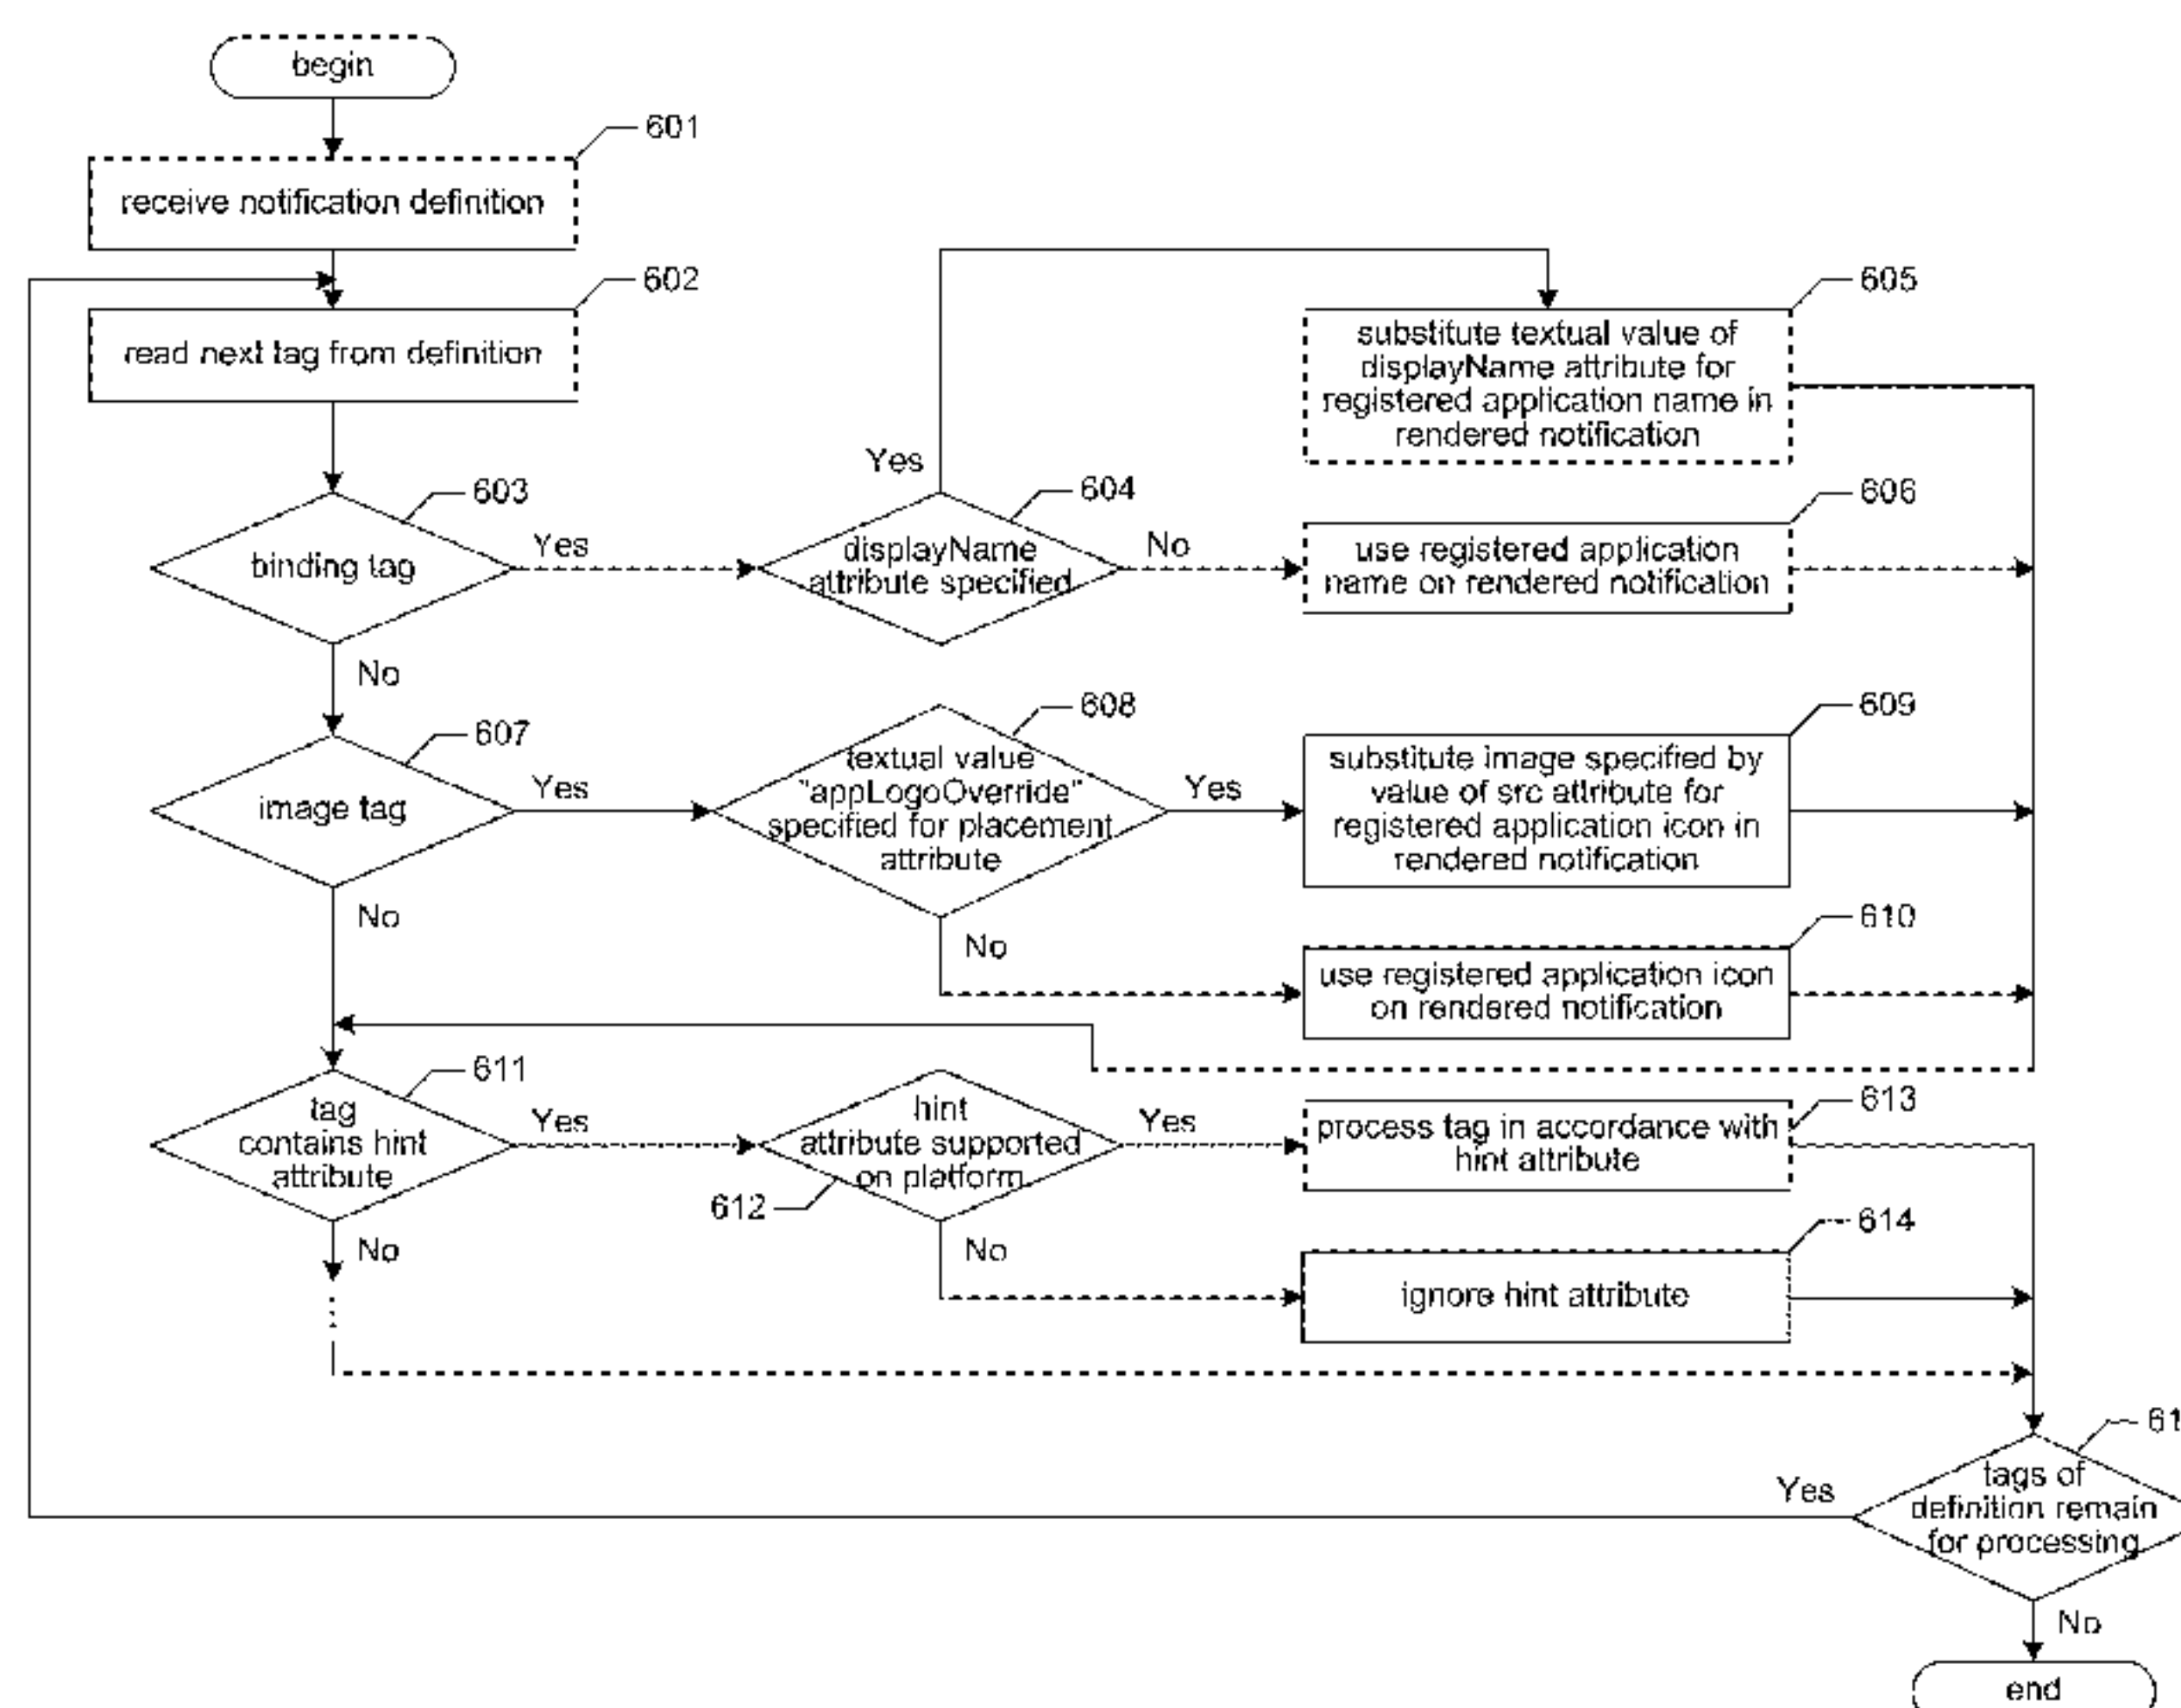 begin
601
receive notification definition
602
read next tag from definition
605
substitute textual value of
displayName attribute for
registered application name in
rendered notification
Yes
603
binding tag
Yes
604
displayName
attribute specified
No
606
use registered application
name on rendered notification
No
607
image tag
Yes
608
textual value
"appLogoOverride"
specified for placement
attribute
Yes
609
substitute image specified by
value of src attribute for
registered application icon in
rendered notification
No
No
610
use registered application icon
on rendered notification
611
tag
contains hint
attribute
Yes
612
hint
attribute supported
on platform
Yes
613
process tag in accordance with
hint attribute
No
No
614
ignore hint attribute
61
tags of
definition remain
for processing
Yes
No
end